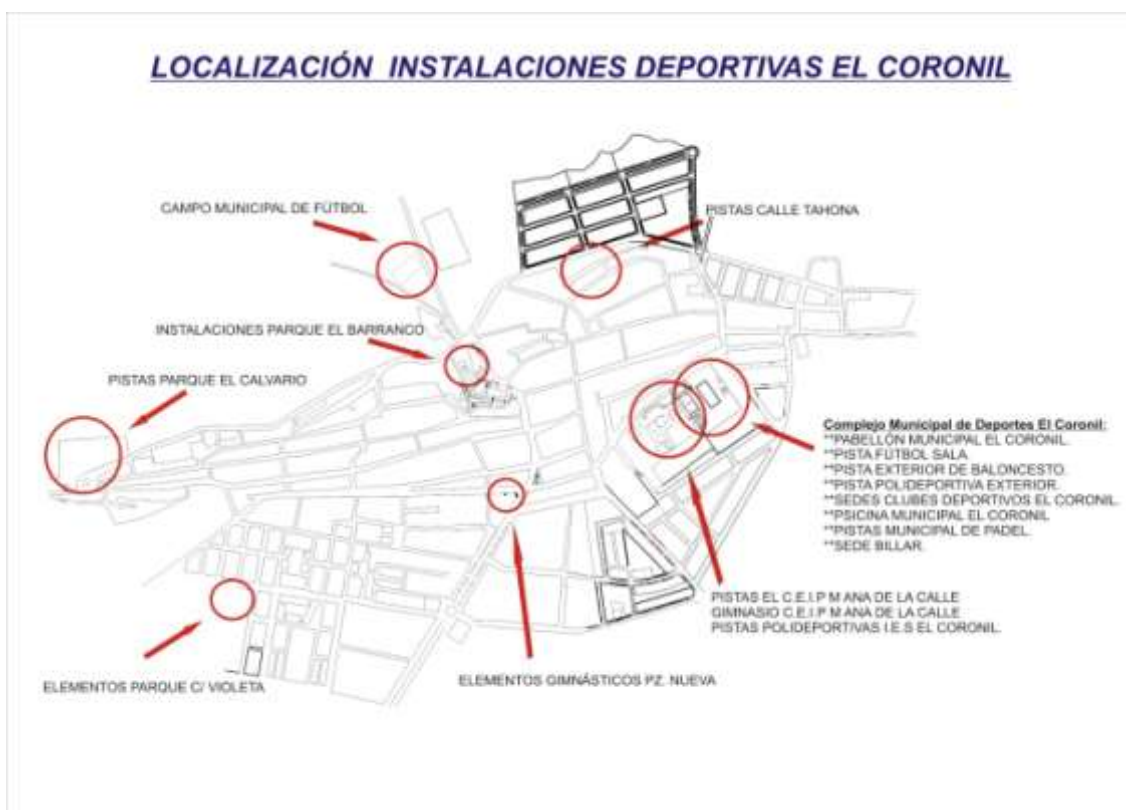 LOCALIZACIÓN INSTALACIONES DEPORTIVAS EL CORONIL
CAMPO MUNICIPAL DE FÚTBOL
PISTAS CALLE TAHONA
INSTALACIONES PARQUE EL BARRANCO
PISTAS PARQUE EL CALVARIO
Complejo Municipal de Deportes El Coronil:
**PABELLÓN MUNICIPAL EL CORONIL.
**PISTA FÚTBOL SALA.
**PISTA EXTERIOR DE BALONCESTO.
**PISTA POLIDEPORTIVA EXTERIOR.
**SEDES CLUBES DEPORTIVOS EL CORONIL.
**PSICINA MUNICIPAL EL CORONIL
**PISTAS MUNICIPAL DE PADEL.
**SEDE BILLAR.
PISTAS EL C.E.I.P M ANA DE LA CALLE
GIMNASIO C.E.I.P M ANA DE LA CALLE
PISTAS POLIDEPORTIVAS I.E.S EL CORONIL.
ELEMENTOS PARQUE C/ VIOLETA
ELEMENTOS GIMNÁSTICOS PZ. NUEVA